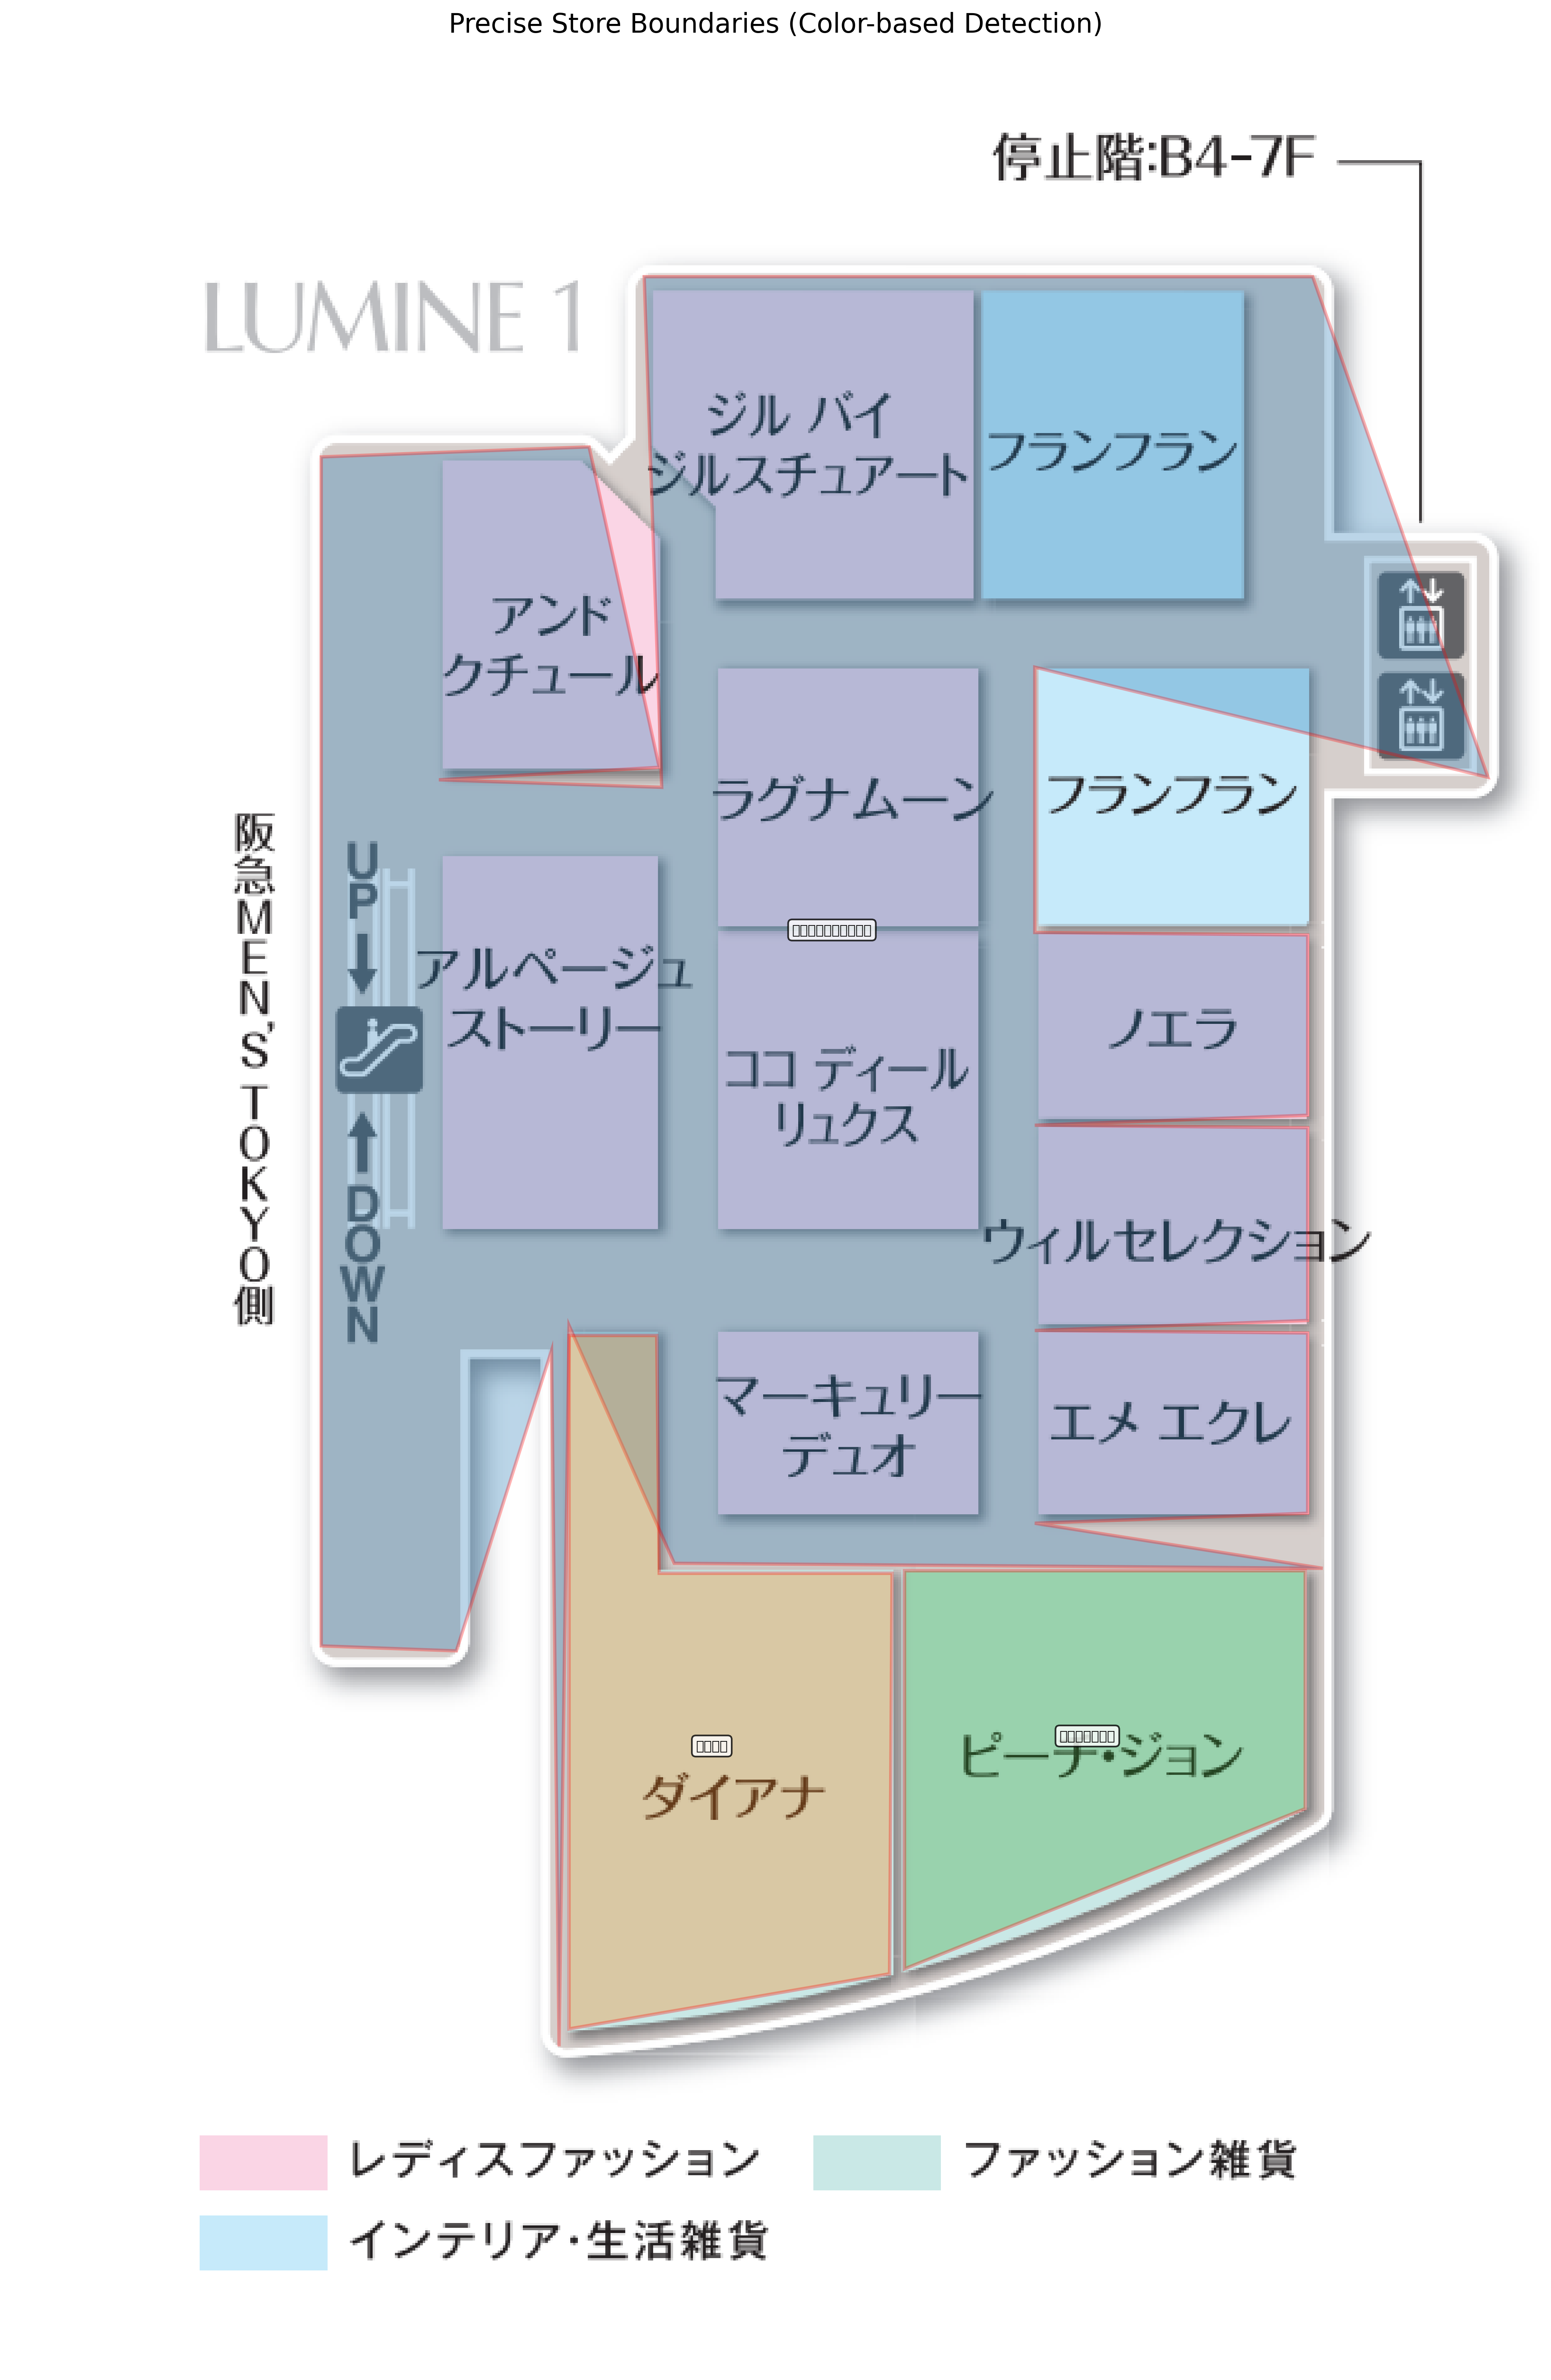 Precise Store Boundaries (Color-based Detection)
停止階:B4-7F
LUMINE 1
ジル バイ
ジルスチュアート
フランフラン
アンド
クチュール
ラグナムーン
フランフラン
阪急MEN'S TOKYO側
UP
アルページュ
ストーリー
ココ ディール
リュクス
ノエラ
DOWN
ウィルセレクション
マーキュリー
デュオ
エメ エクレ
ダイアナ
ピーチ・ジョン
レディスファッション
ファッション雑貨
インテリア・生活雑貨